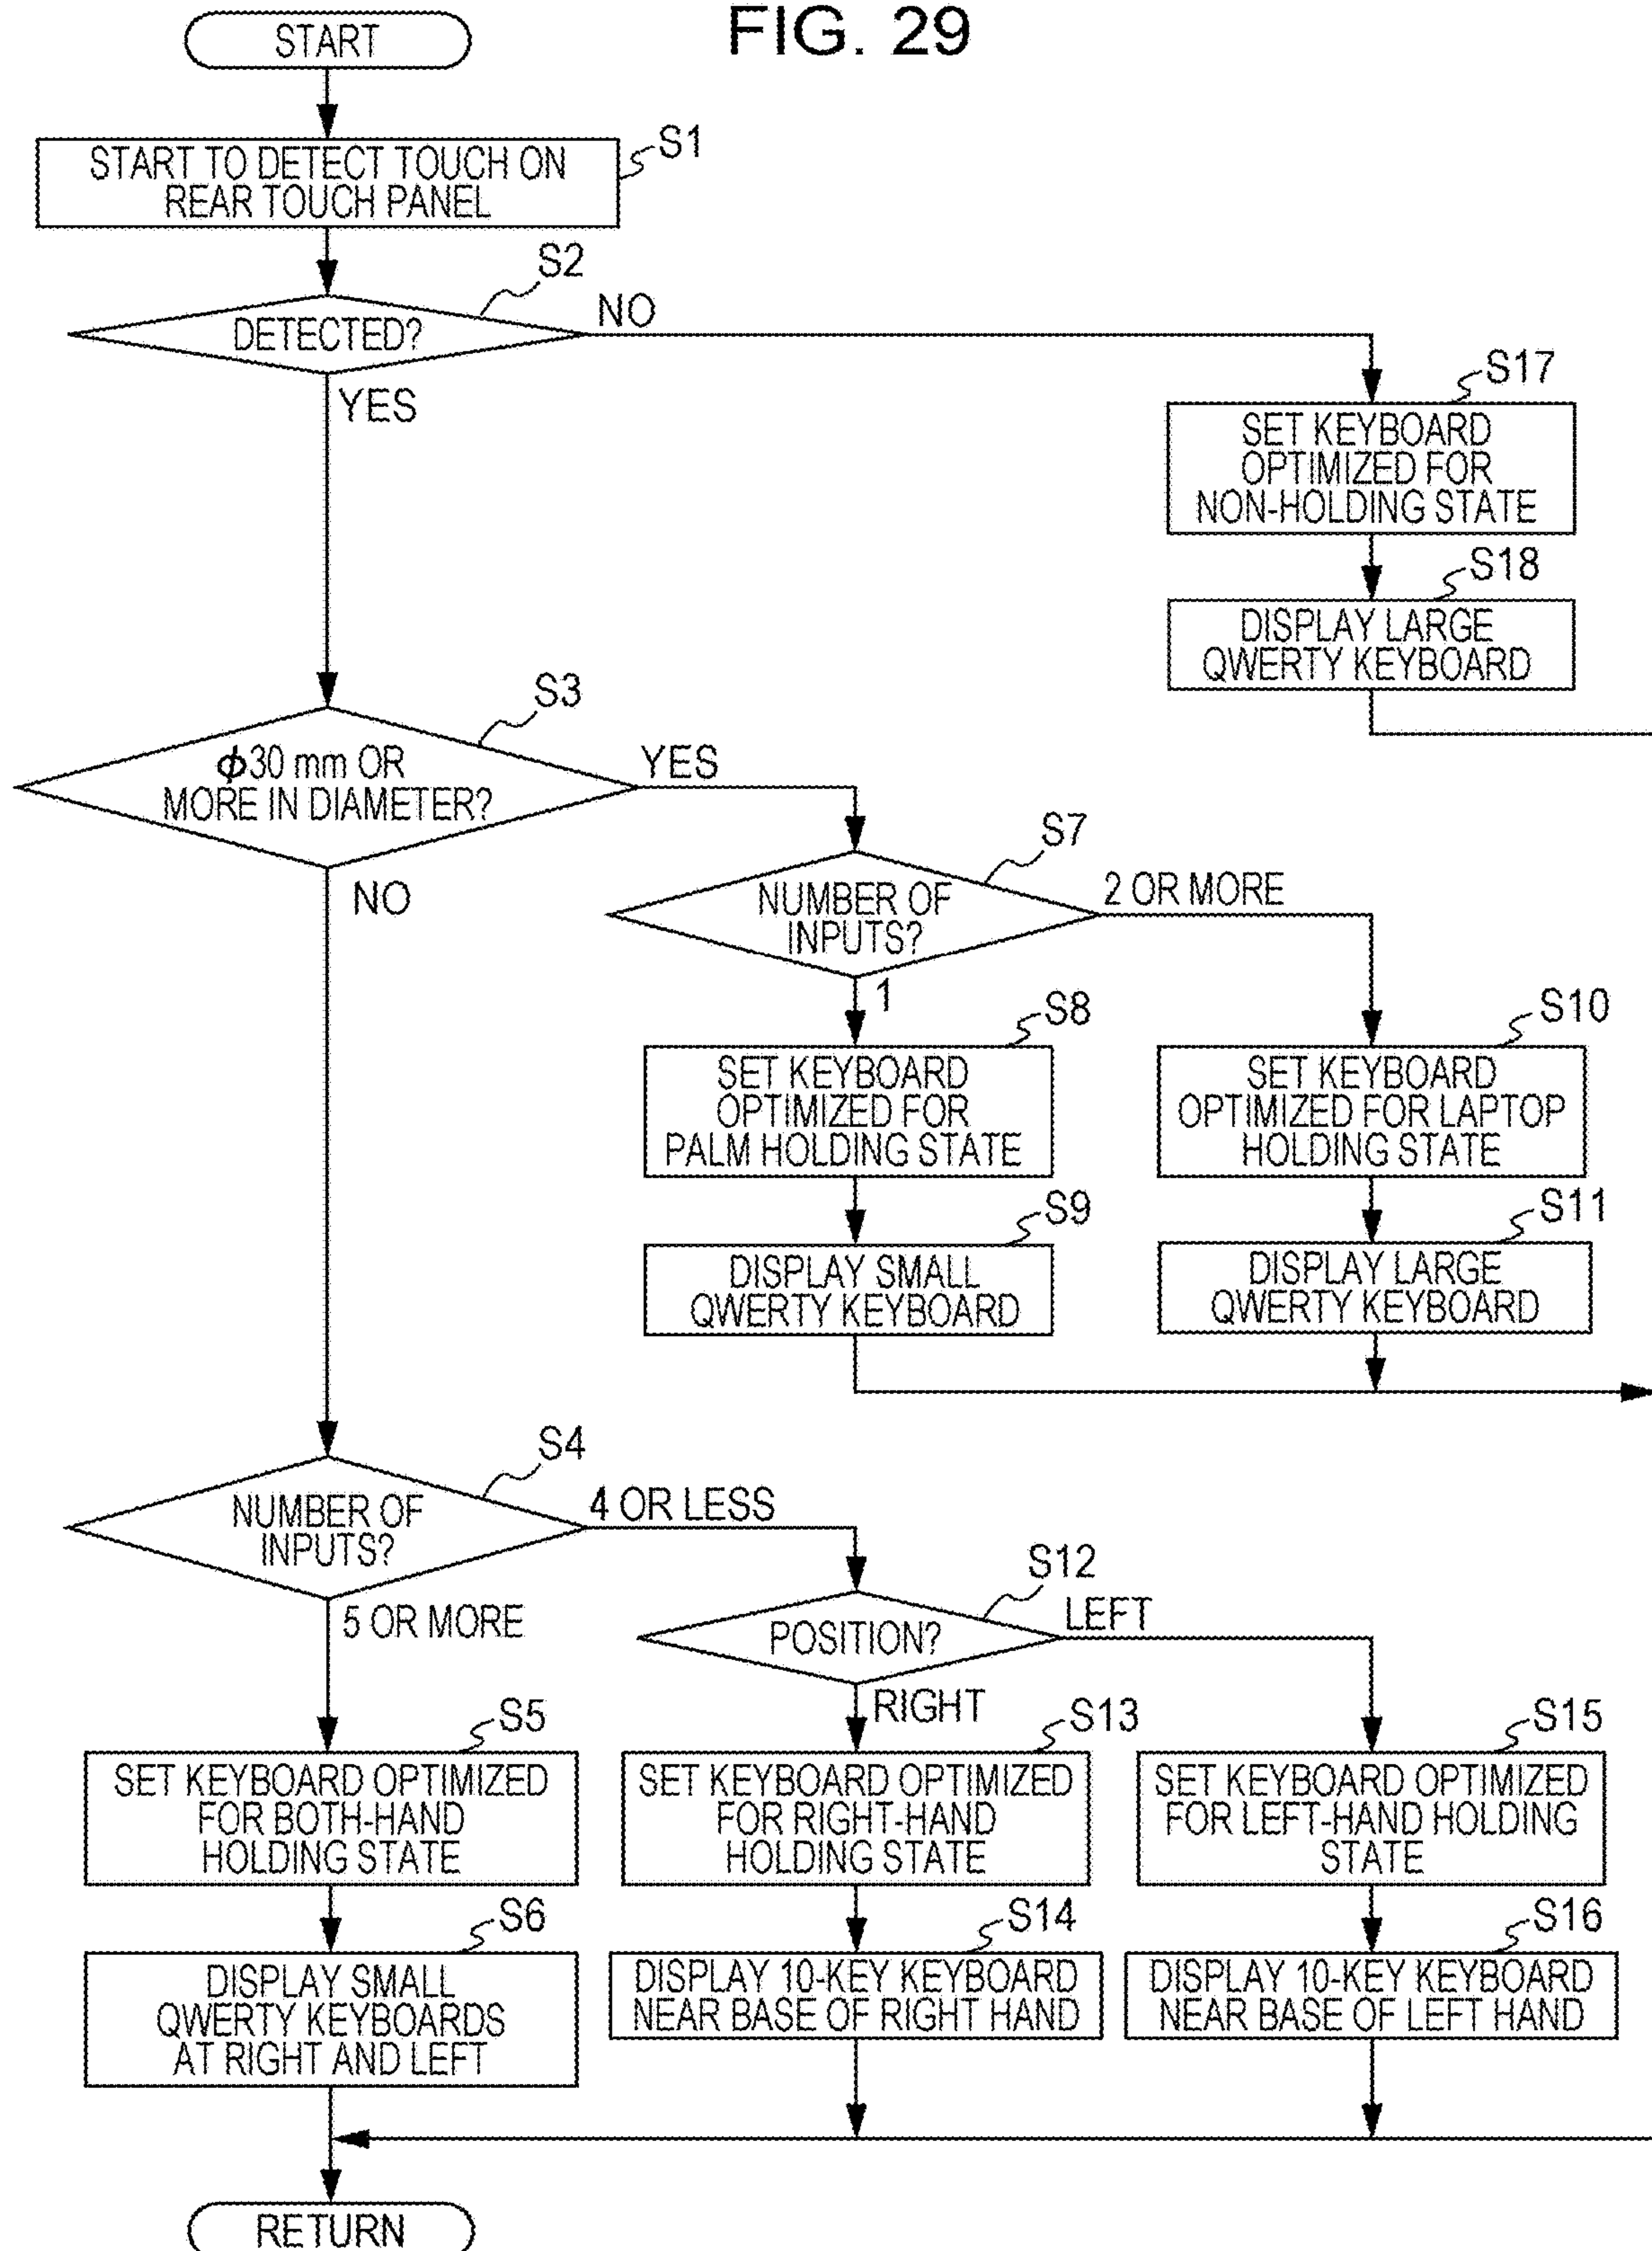 FIG. 29
START
S1
START TO DETECT TOUCH ON
REAR TOUCH PANEL
S2
DETECTED?
NO
YES
S17
SET KEYBOARD
OPTIMIZED FOR
NON-HOLDING STATE
S18
DISPLAY LARGE
QWERTY KEYBOARD
S3
ϕ30 mm OR
MORE IN DIAMETER?
YES
NO
S7
NUMBER OF
INPUTS?
2 OR MORE
1
S8
SET KEYBOARD
OPTIMIZED FOR
PALM HOLDING STATE
S10
SET KEYBOARD
OPTIMIZED FOR LAPTOP
HOLDING STATE
S9
DISPLAY SMALL
QWERTY KEYBOARD
S11
DISPLAY LARGE
QWERTY KEYBOARD
S4
NUMBER OF
INPUTS?
4 OR LESS
5 OR MORE
S12
POSITION?
LEFT
RIGHT
S5
SET KEYBOARD OPTIMIZED
FOR BOTH-HAND
HOLDING STATE
S13
SET KEYBOARD OPTIMIZED
FOR RIGHT-HAND
HOLDING STATE
S15
SET KEYBOARD OPTIMIZED
FOR LEFT-HAND HOLDING
STATE
S6
DISPLAY SMALL
QWERTY KEYBOARDS
AT RIGHT AND LEFT
S14
DISPLAY 10-KEY KEYBOARD
NEAR BASE OF RIGHT HAND
S16
DISPLAY 10-KEY KEYBOARD
NEAR BASE OF LEFT HAND
RETURN